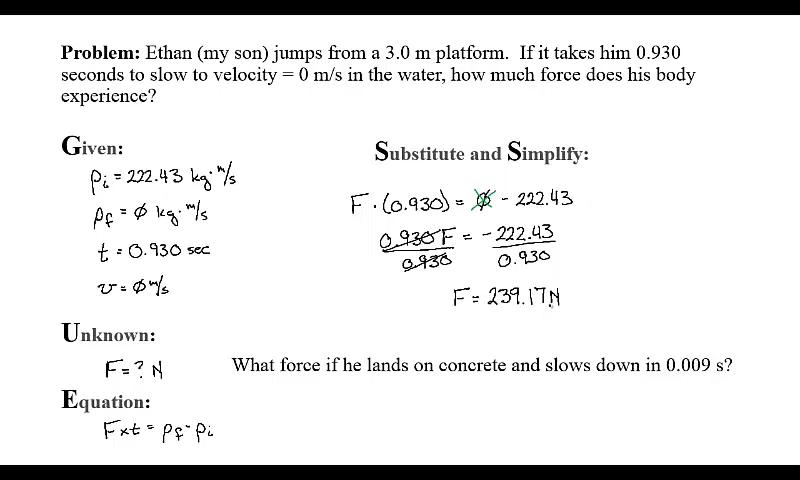 Problem: Ethan (my son) jumps from a 3.0 m platform. If it takes him 0.930
seconds to slow to velocity = 0 m/s in the water, how much force does his body
experience?
Given:
pi = 222.43 kg·m/s
pf = Ø kg·m/s
t = 0.930 sec
v = Ø m/s
Unknown:
F = ? N
Equation:
Fxt = pf - pi
Substitute and Simplify:
F · (0.930) = Ø - 222.43
0.930 F = -222.43
0.930 0.930
F = 239.17 N
What force if he lands on concrete and slows down in 0.009 s?